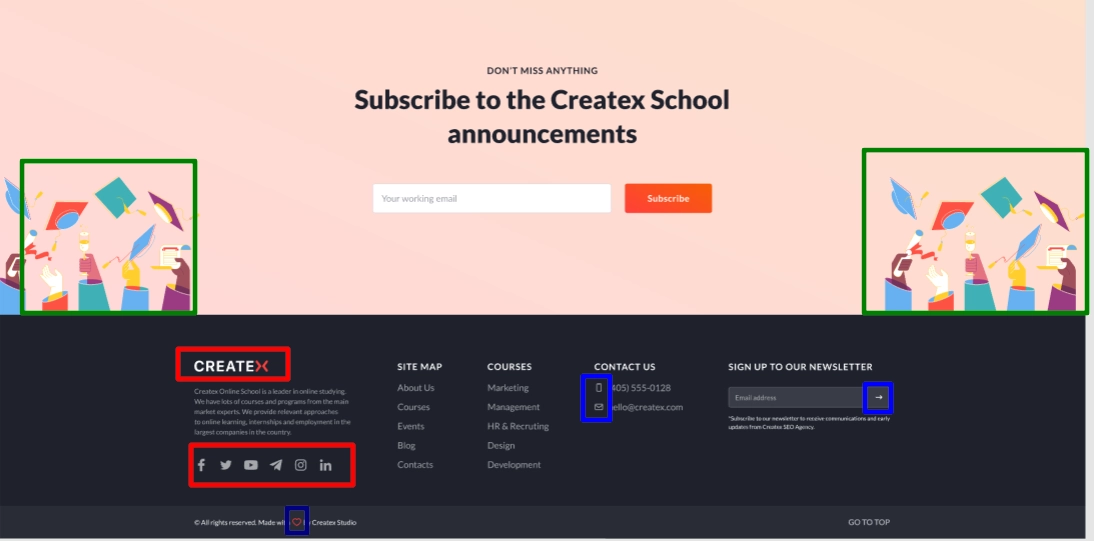 DON'T MISS ANYTHING
Subscribe to the Createx School
announcements
Your working email
Subscribe
CREATEX
Createx Online School is a leader in online studying.
We have lots of courses and programs from the main
market experts. We provide relevant approaches
to online learning, internships and employment in the
largest companies in the country.
SITE MAP
About Us
Courses
Events
Blog
Contacts
COURSES
Marketing
Management
HR & Recruting
Design
Development
CONTACT US
405) 555-0128
ello@createx.com
SIGN UP TO OUR NEWSLETTER
Email address
→
*Subscribe to our newsletter to receive communications and early
updates from Createx SEO Agency.
© All rights reserved. Made with by Createx Studio
GO TO TOP